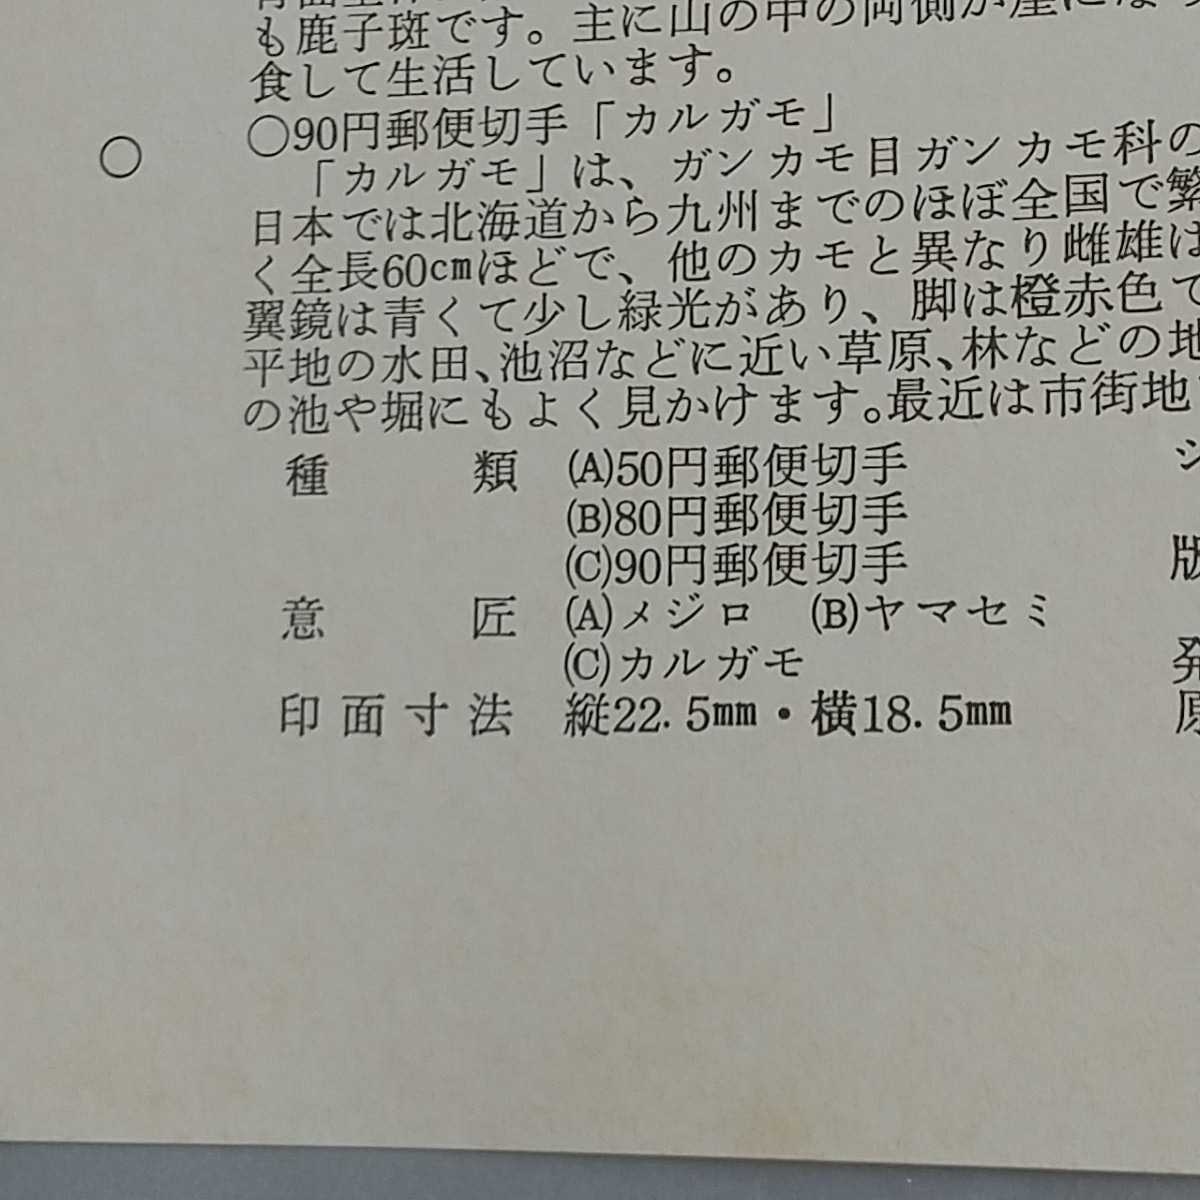 も鹿子斑です。主に山の中の両側が崖になっ
食して生活しています。
○90円郵便切手「カルガモ」
「カルガモ」は、ガンカモ目ガンカモ科の
日本では北海道から九州までのほぼ全国で繁
く全長60cmほどで、他のカモと異なり雌雄は
翼鏡は青くて少し緑光があり、脚は橙赤色で
平地の水田、池沼などに近い草原、林などの地
の池や堀にもよく見かけます。最近は市街地
種類 (A)50円郵便切手 シ
(B)80円郵便切手
(C)90円郵便切手 版
意匠 (A)メジロ (B)ヤマセミ
(C)カルガモ 発
印面寸法 縦22.5mm・横18.5mm 原